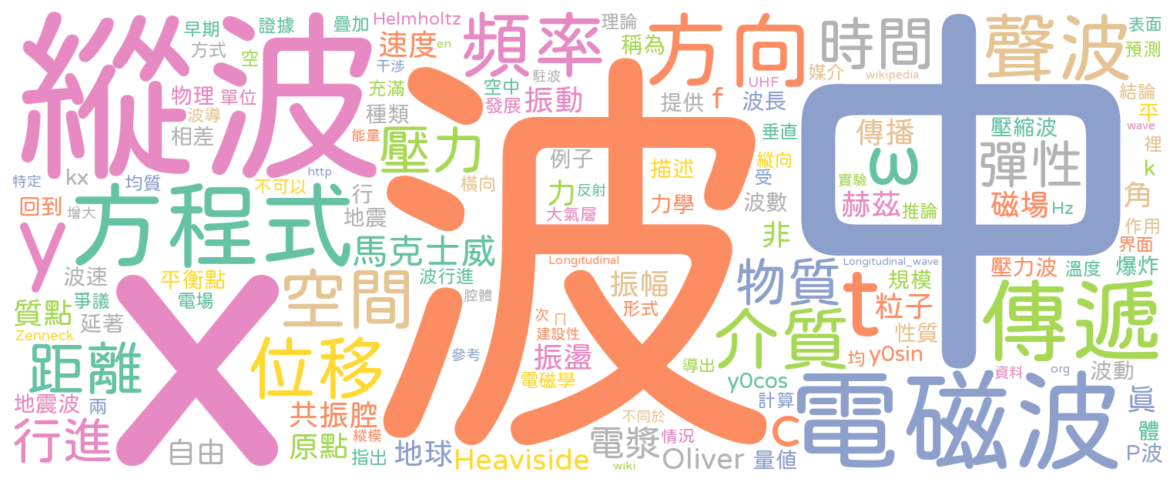 縱波
波
中
x
頻率
方向
時間
聲波
方程式
y
電磁波
傳遞
介質
位移
空間
距離
行進
壓力
馬克士威
速度
振動
物質
彈性
ω
t
粒子
磁場
赫茲
傳播
壓縮波
f
c
早期
方式
空
證據
疊加
干涉
en
Helmholtz
理論
稱為
駐波
空中
發展
充滿
種類
物理
單位
波導
相差
能量
特定
kx
均質
http
不可以
橫向
行
地震
回到
增大
波速
平衡點
電場
波行進
腔體
爭議
質點
延著
Zenneck
地震波
兩
自由
共振腔
原點
縱模
指出
地球
參考
Heaviside
Oliver
電漿
情況
wiki
不同於
振盪
電磁學
建設性
次
Π
形式
振幅
Longitudinal
例子
力
反射
大氣層
描述
力學
波數
縱向
受
非
垂直
波長
提供
UHF
媒介
wikipedia
實驗
推論
Hz
k
角
作用
界面
裡
wave
平
結論
預測
表面
Longitudinal_wave
規模
壓力波
溫度
爆炸
性質
均
y0sin
y0cos
導出
計算
量值
資料
org
波動
真
體
P波